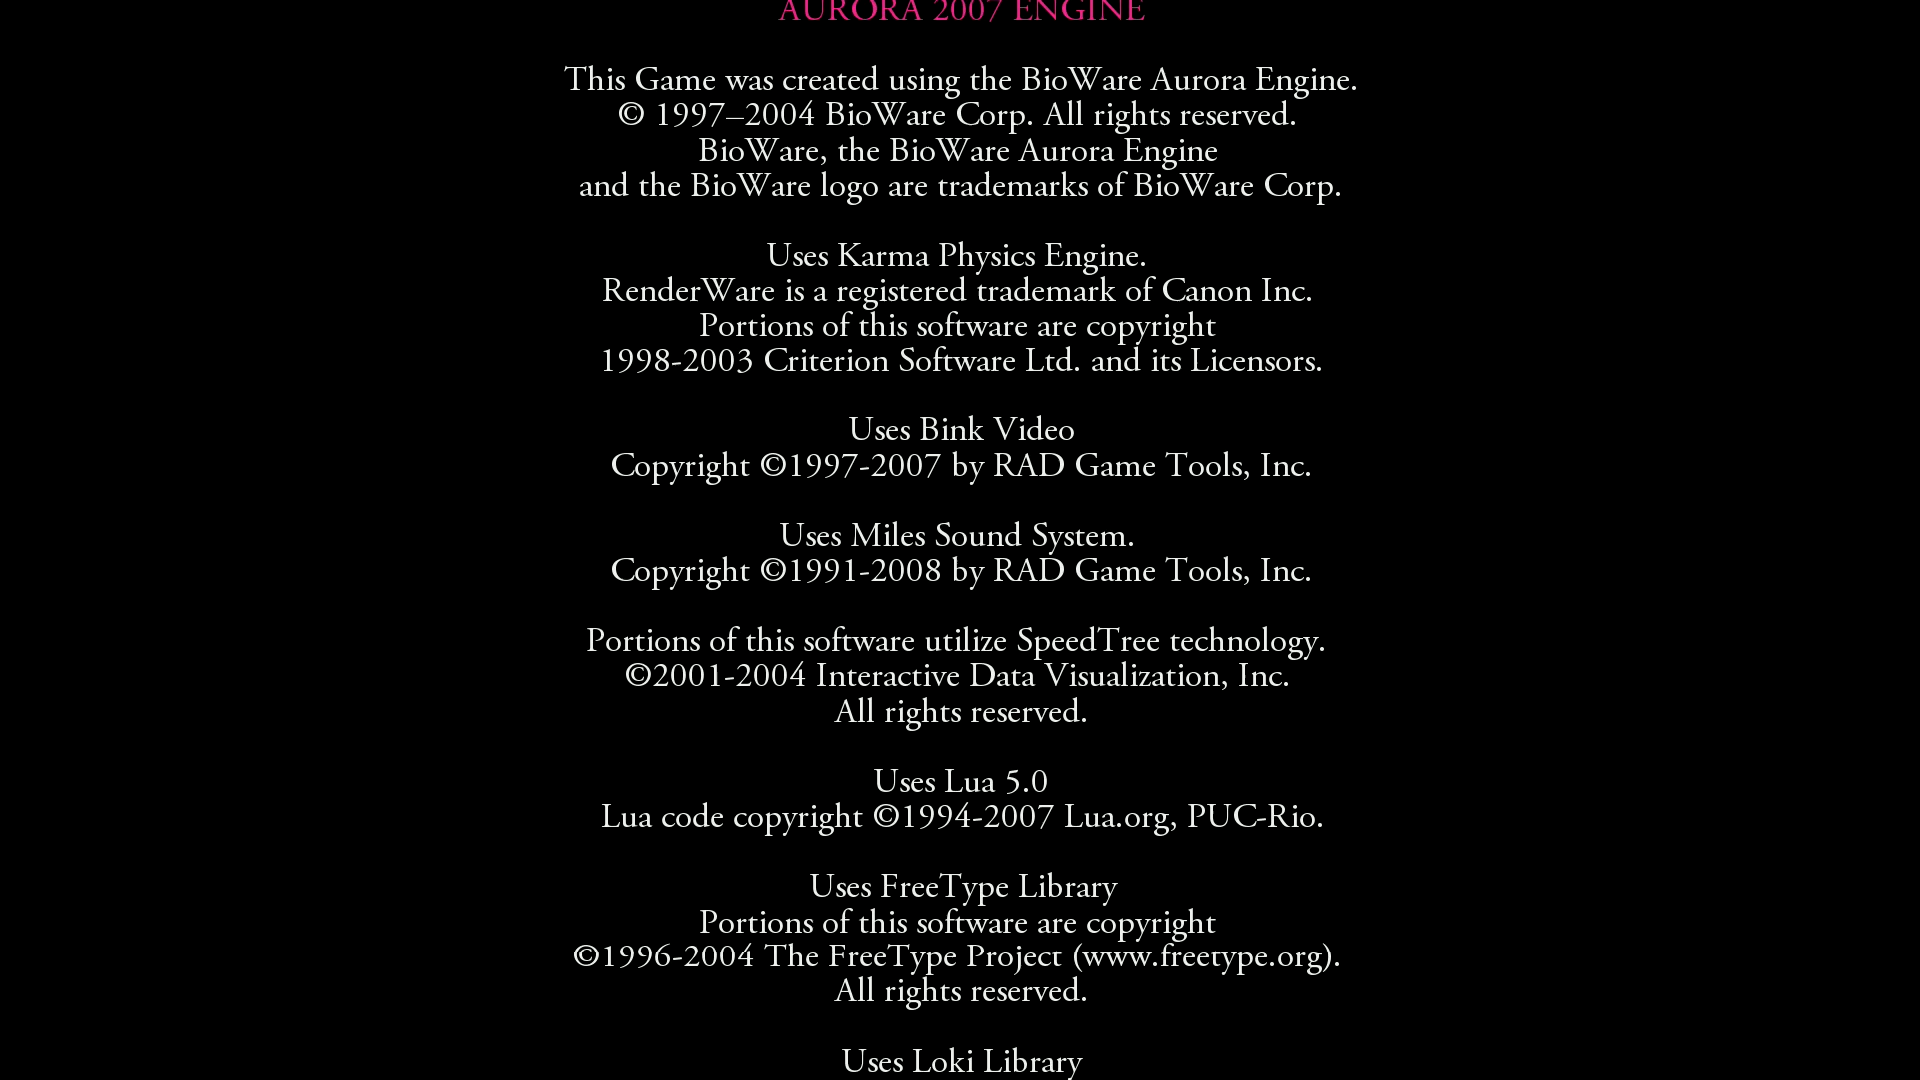 AURORA 2007 ENGINE
This Game was created using the BioWare Aurora Engine.
© 1997–2004 BioWare Corp. All rights reserved.
BioWare, the BioWare Aurora Engine
and the BioWare logo are trademarks of BioWare Corp.
Uses Karma Physics Engine.
RenderWare is a registered trademark of Canon Inc.
Portions of this software are copyright
1998-2003 Criterion Software Ltd. and its Licensors.
Uses Bink Video
Copyright ©1997-2007 by RAD Game Tools, Inc.
Uses Miles Sound System.
Copyright ©1991-2008 by RAD Game Tools, Inc.
Portions of this software utilize SpeedTree technology.
©2001-2004 Interactive Data Visualization, Inc.
All rights reserved.
Uses Lua 5.0
Lua code copyright ©1994-2007 Lua.org, PUC-Rio.
Uses FreeType Library
Portions of this software are copyright
©1996-2004 The FreeType Project (www.freetype.org).
All rights reserved.
Uses Loki Library